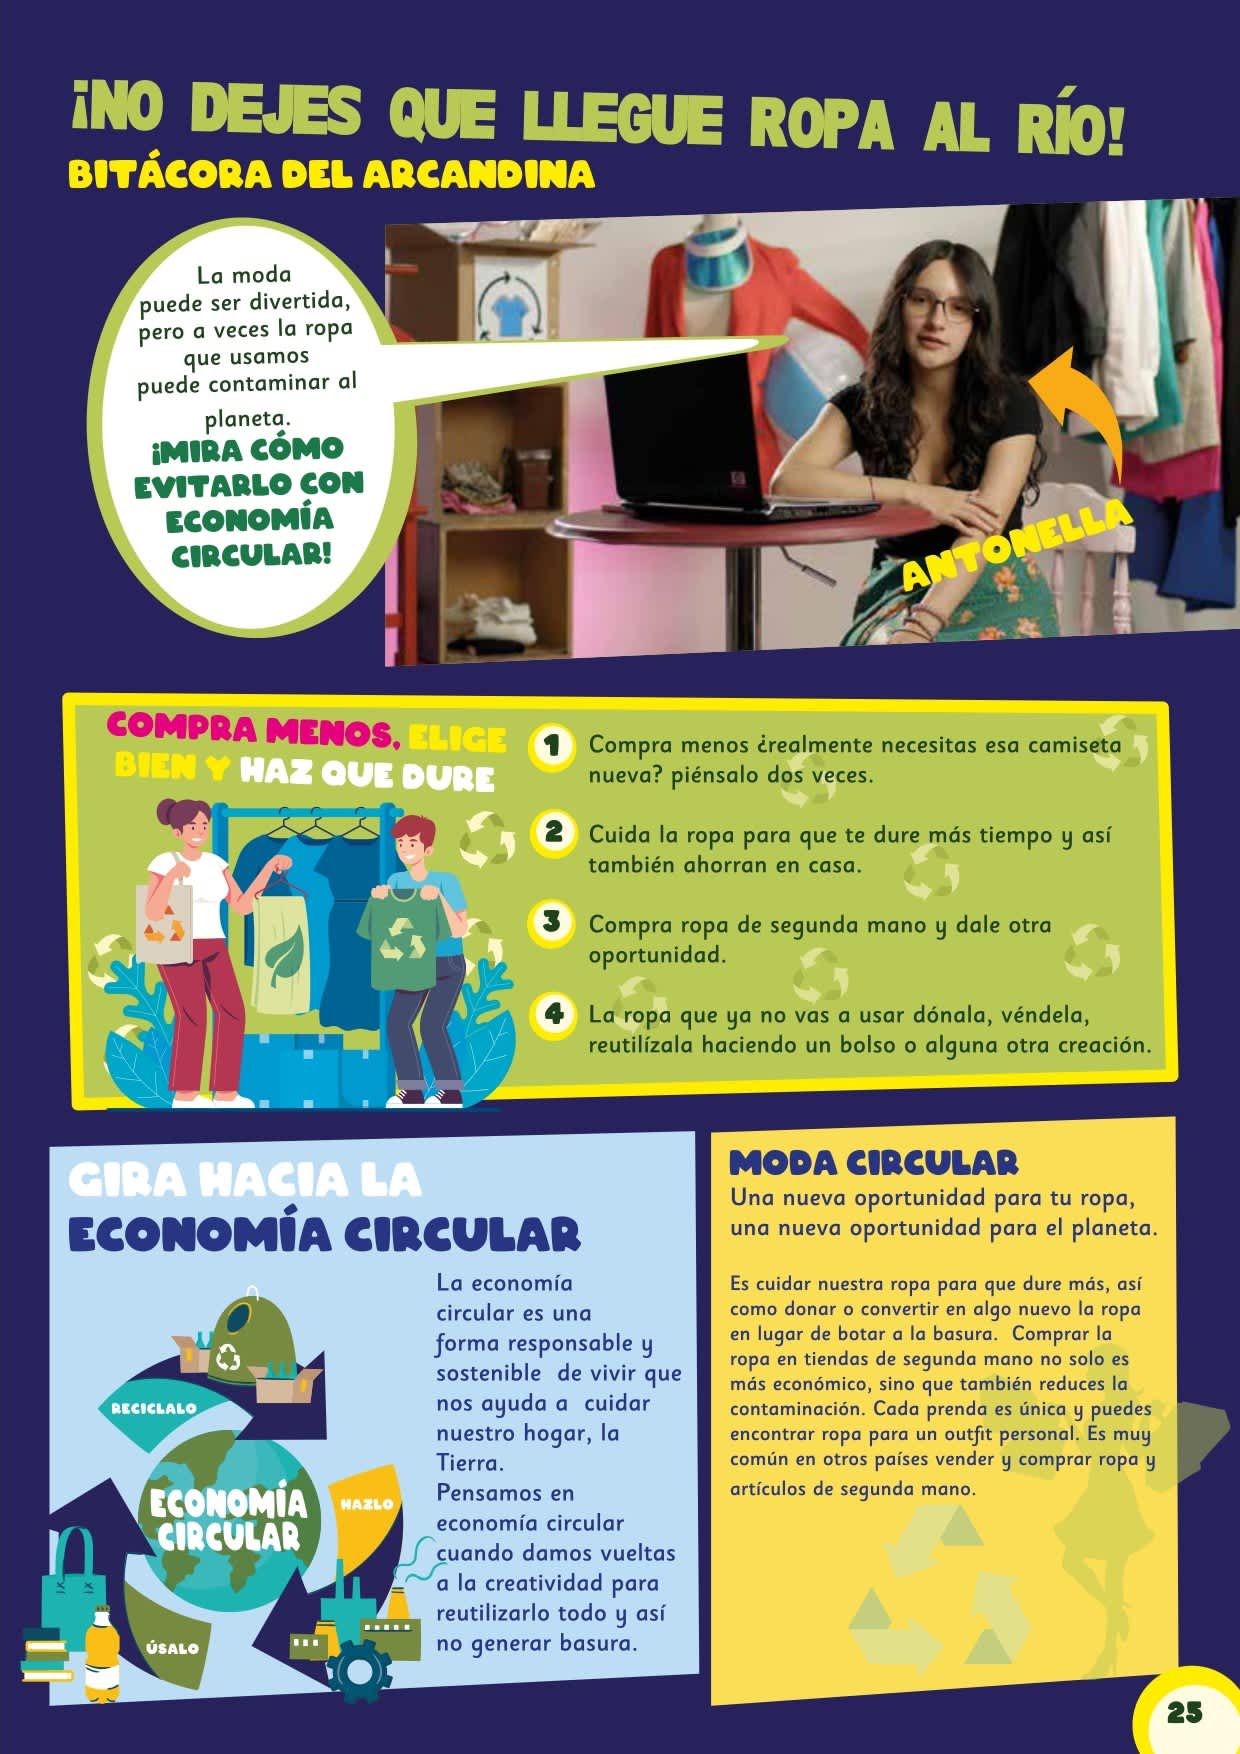 ¡NO DEJES QUE LLEGUE ROPA AL RÍO!
BITÁCORA DEL ARCANDINA
La moda
puede ser divertida,
pero a veces la ropa
que usamos
puede contaminar al
planeta.
¡MIRA CÓMO
EVITARLO CON
ECONOMÍA
CIRCULAR!
ANTONELLA
COMPRA MENOS, ELIGE
BIEN Y HAZ QUE DURE
1 Compra menos ¿realmente necesitas esa camiseta
nueva? piénsalo dos veces.
2 Cuida la ropa para que te dure más tiempo y así
también ahorran en casa.
3 Compra ropa de segunda mano y dale otra
oportunidad.
4 La ropa que ya no vas a usar dónala, véndela,
reutilízala haciendo un bolso o alguna otra creación.
GIRA HACIA LA
ECONOMÍA CIRCULAR
La economía
circular es una
forma responsable y
sostenible de vivir que
nos ayuda a cuidar
nuestro hogar, la
Tierra.
Pensamos en
economía circular
cuando damos vueltas
a la creatividad para
reutilizarlo todo y así
no generar basura.
RECICLALO
ECONOMÍA
CIRCULAR
HAZLO
ÚSALO
MODA CIRCULAR
Una nueva oportunidad para tu ropa,
una nueva oportunidad para el planeta.
Es cuidar nuestra ropa para que dure más, así
como donar o convertir en algo nuevo la ropa
en lugar de botar a la basura. Comprar la
ropa en tiendas de segunda mano no solo es
más económico, sino que también reduces la
contaminación. Cada prenda es única y puedes
encontrar ropa para un outfit personal. Es muy
común en otros países vender y comprar ropa y
artículos de segunda mano.
25